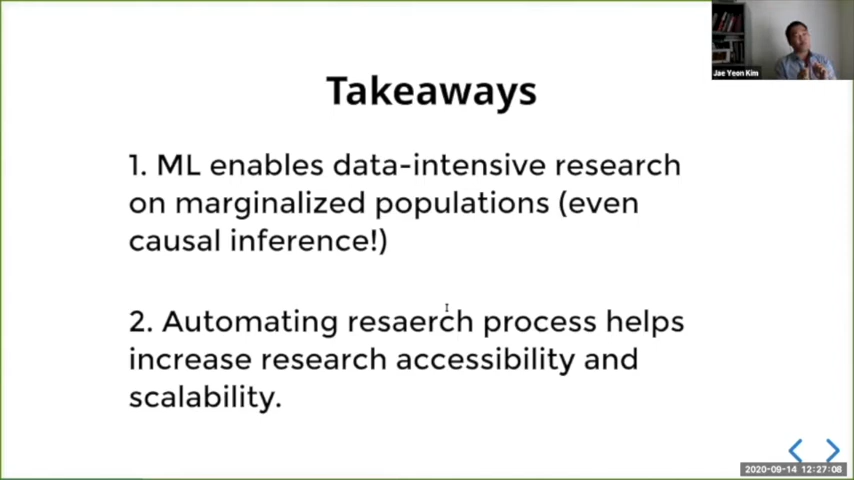 Jae Yeon Kim
Takeaways
1. ML enables data-intensive research
on marginalized populations (even
causal inference!)
2. Automating resaerch process helps
increase research accessibility and
scalability.
2020-09-14 12:27:08